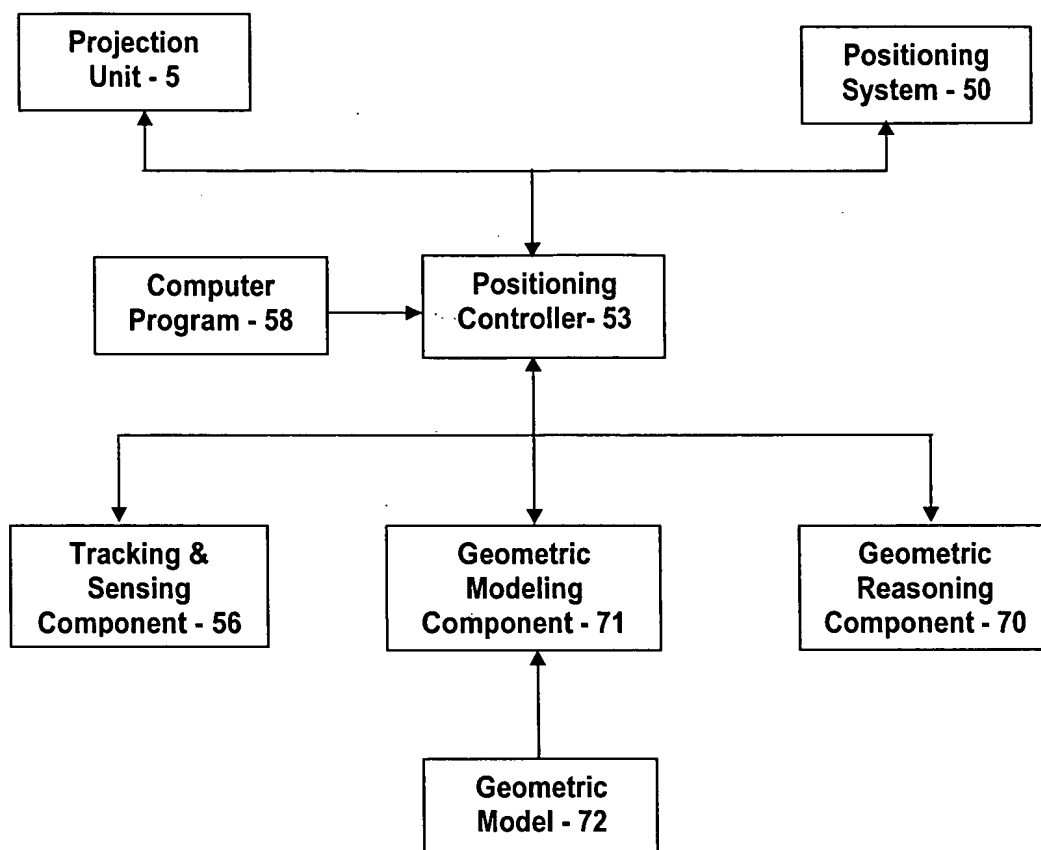 Projection
Unit - 5
Positioning
System - 50
Computer
Program - 58
Positioning
Controller- 53
Tracking &
Sensing
Component - 56
Geometric
Modeling
Component - 71
Geometric
Reasoning
Component - 70
Geometric
Model - 72